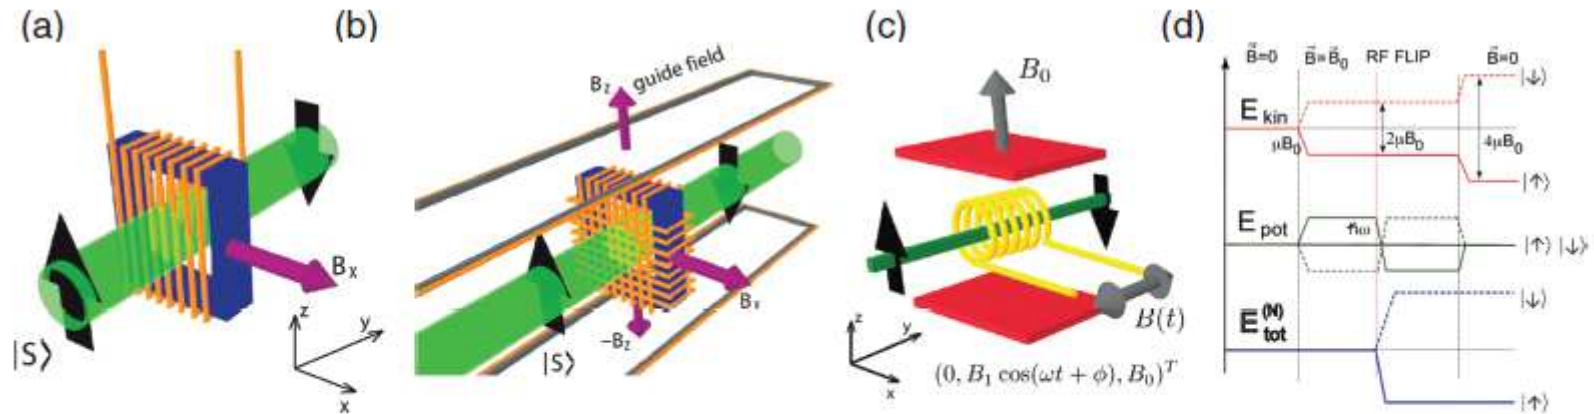 (a)
(b)
(c)
(d)
B_x
|S⟩
z
y
x
B_z
guide field
B_x
-B_z
|S⟩
z
y
x
B_0
B(t)
(0, B_1 cos(ωt + ϕ), B_0)^T
z
y
x
B⃗=0
B⃗=B⃗_0
RF FLIP
B⃗=0
|↓⟩
E_kin
μB_0
2μB_0
4μB_0
|↑⟩
E_pot
ℏω
|↑⟩ |↓⟩
|↓⟩
E_tot^(N)
|↑⟩